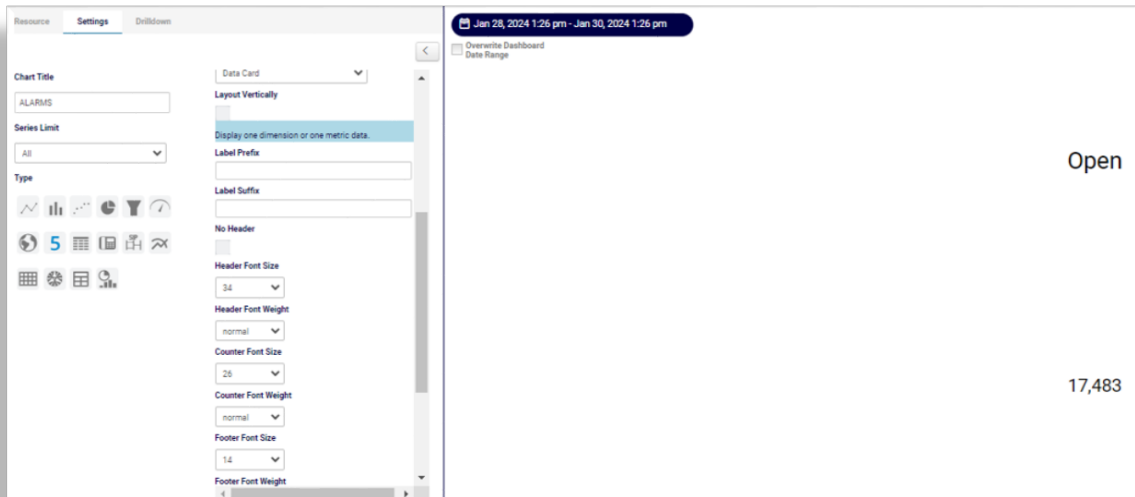 Resource Settings Drilldown
Jan 28, 2024 1:26 pm - Jan 30, 2024 1:26 pm
Overwrite Dashboard
Date Range
Chart Title
ALARMS
Series Limit
All
Type
5
Data Card
Layout Vertically
Display one dimension or one metric data.
Label Prefix
Label Suffix
No Header
Header Font Size
34
Header Font Weight
normal
Counter Font Size
26
Counter Font Weight
normal
Footer Font Size
14
Footer Font Weight
Open
17,483